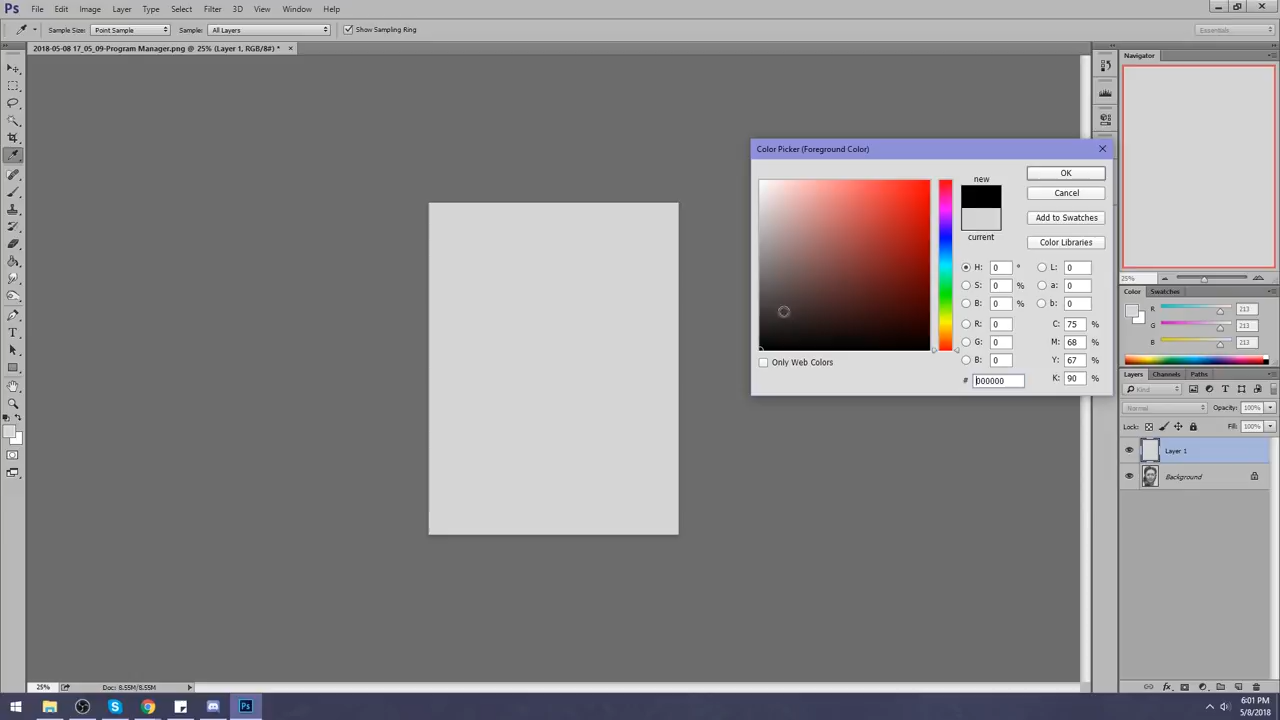 Ps File Edit Image Layer Type Select Filter 3D View Window Help
Sample Size: Point Sample Sample: All Layers Show Sampling Ring Essentials
2018-05-08 17_05_09-Program Manager.png @ 25% (Layer 1, RGB/8#) * ×
Navigator
Color Picker (Foreground Color)
new
OK
Cancel
Add to Swatches
current
Color Libraries
H: 0 ° L: 0
S: 0 % a: 0
B: 0 % b: 0
R: 0 C: 75 %
G: 0 M: 68 %
B: 0 Y: 67 %
# 000000 K: 90 %
Only Web Colors
25%
Color Swatches
R 213
G 213
B 213
Layers Channels Paths
Kind
Normal Opacity: 100%
Lock: Fill: 100%
Layer 1
Background
25% Doc: 8.55M/8.55M
Ps
6:01 PM
5/8/2018